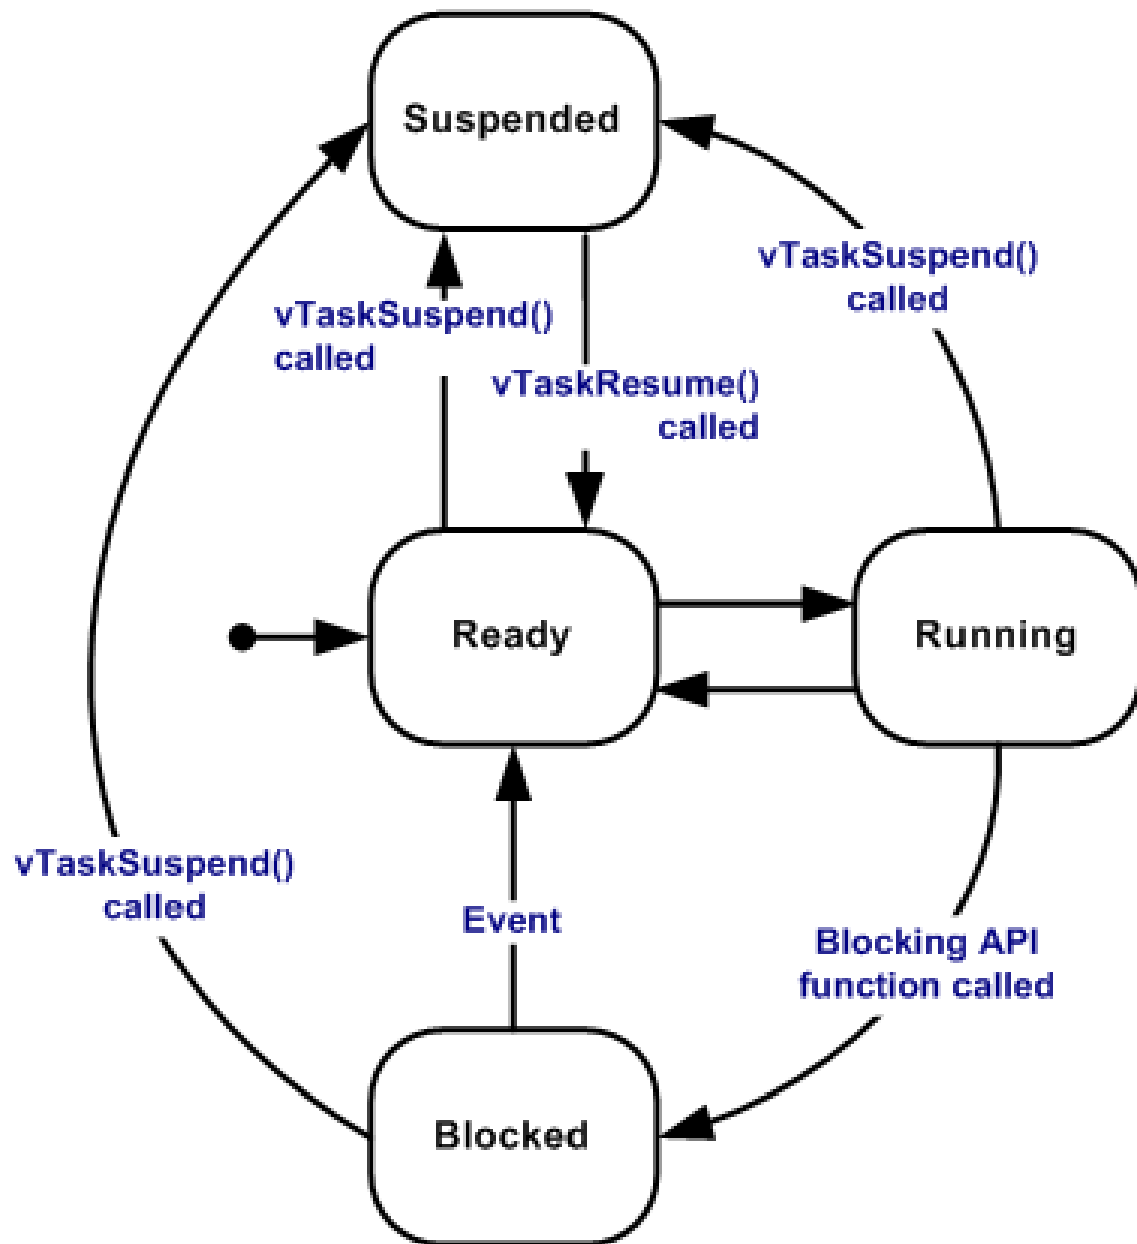 Suspended
vTaskSuspend()
called
vTaskSuspend()
called
vTaskResume()
called
Ready
Running
vTaskSuspend()
called
Event
Blocking API
function called
Blocked